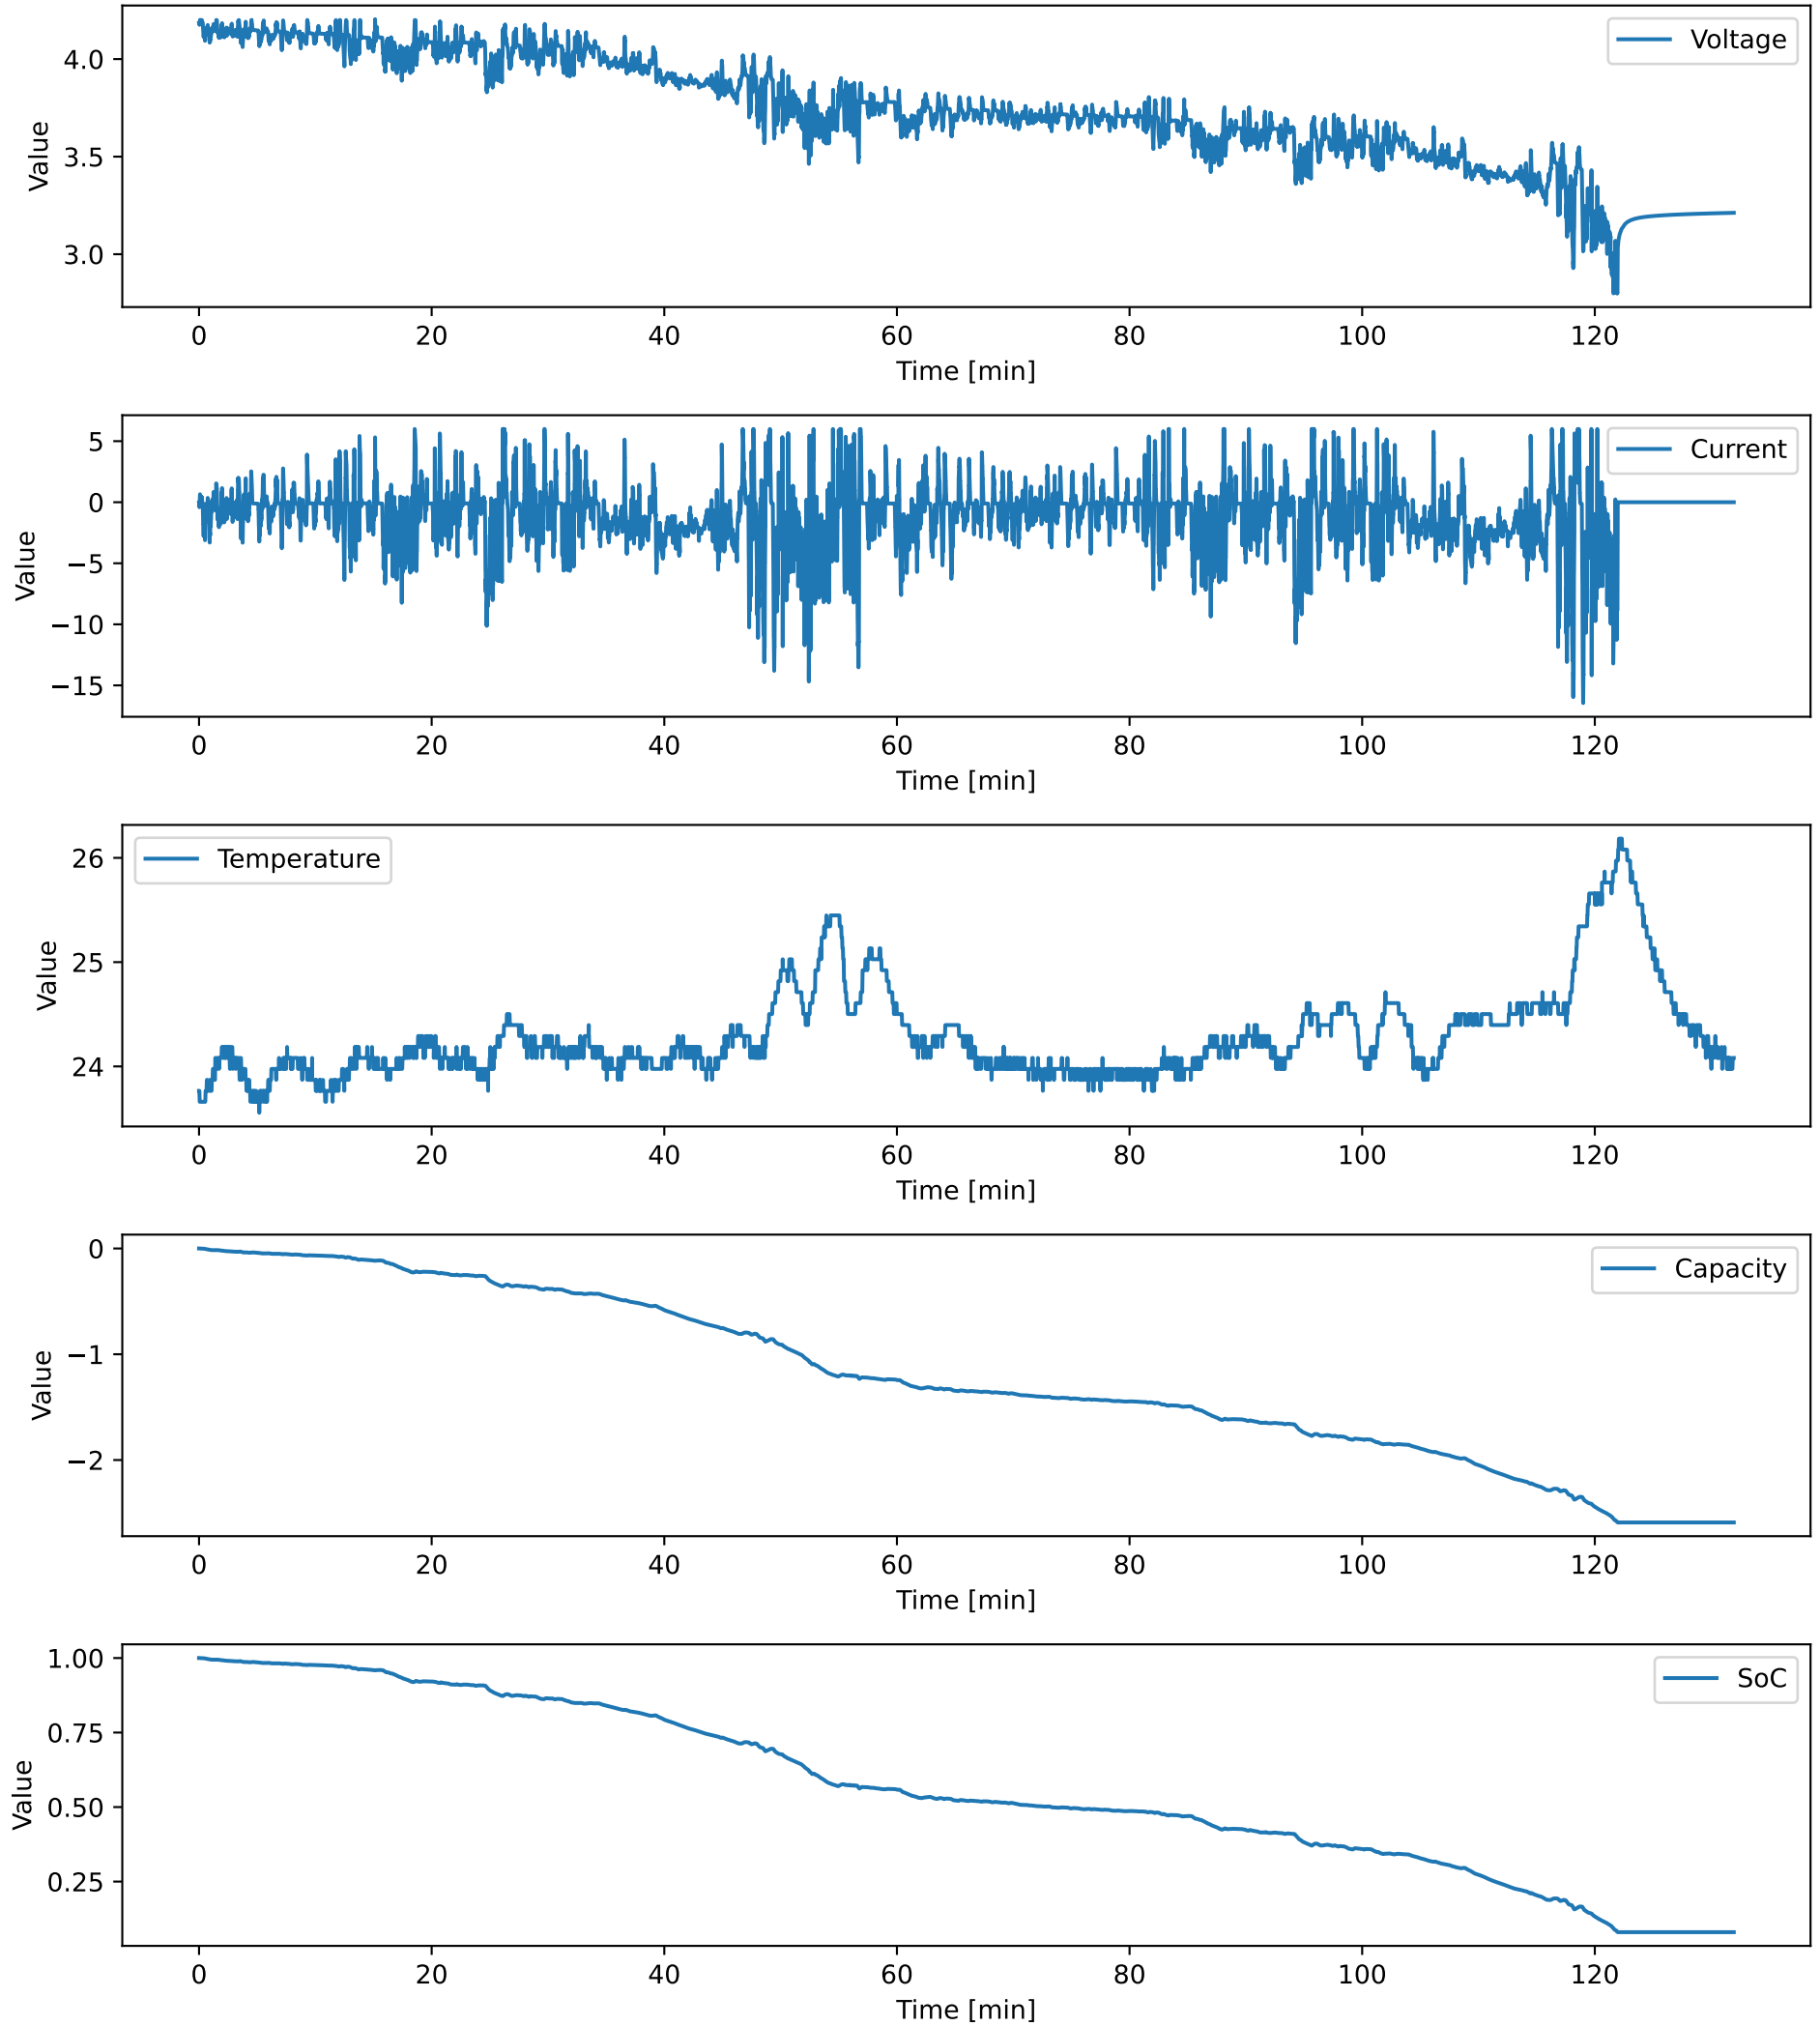 Value
4.0
3.5
3.0
Voltage
0 20 40 60 80 100 120
Time [min]
Value
5
0
−5
−10
−15
Current
0 20 40 60 80 100 120
Time [min]
Value
26
25
24
Temperature
0 20 40 60 80 100 120
Time [min]
Value
0
−1
−2
Capacity
0 20 40 60 80 100 120
Time [min]
Value
1.00
0.75
0.50
0.25
SoC
0 20 40 60 80 100 120
Time [min]